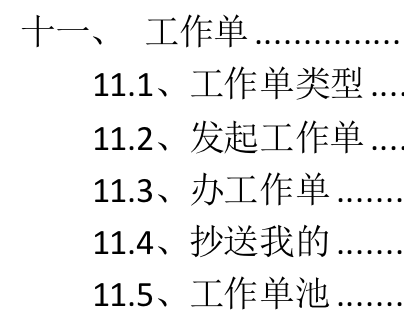 十一、 工作单...............
11.1、工作单类型....
11.2、发起工作单....
11.3、办工作单.......
11.4、抄送我的.......
11.5、工作单池.......